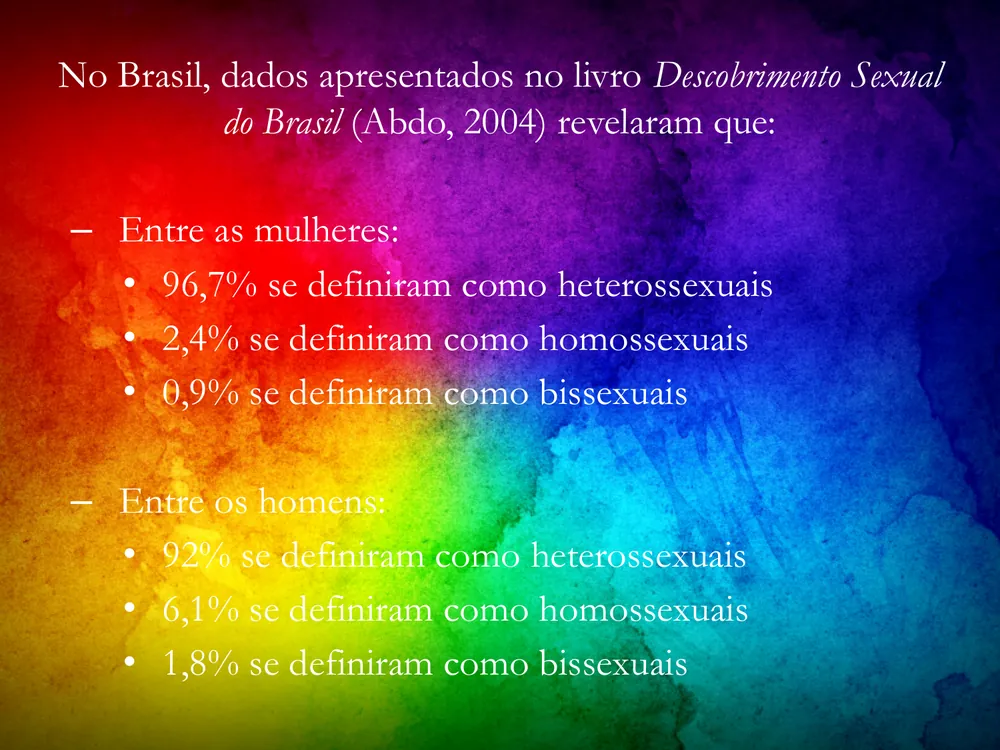 No Brasil, dados apresentados no livro Descobrimento Sexual
do Brasil (Abdo, 2004) revelaram que:
– Entre as mulheres:
• 96,7% se definiram como heterossexuais
• 2,4% se definiram como homossexuais
• 0,9% se definiram como bissexuais
– Entre os homens:
• 92% se definiram como heterossexuais
• 6,1% se definiram como homossexuais
• 1,8% se definiram como bissexuais